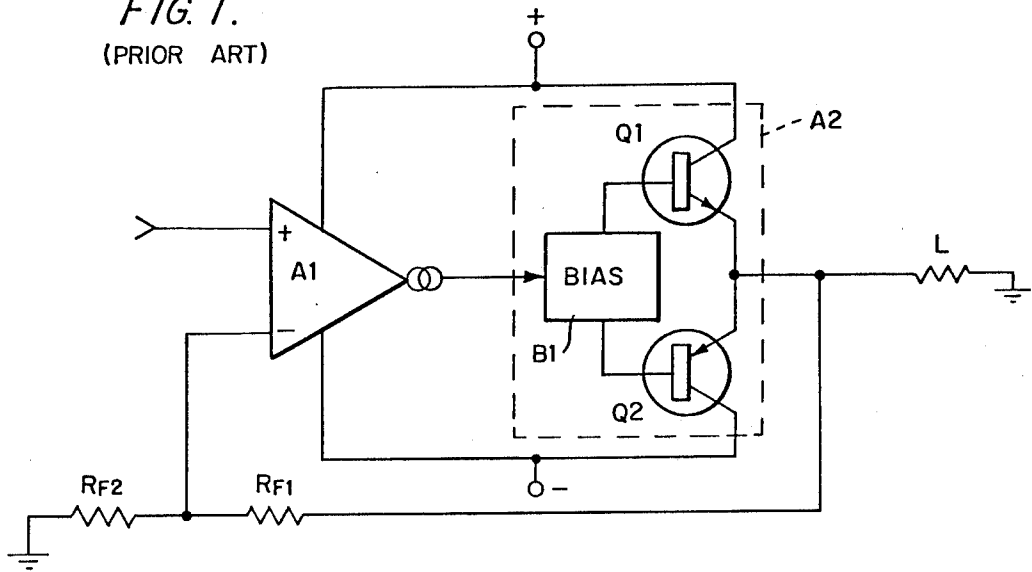 FIG. 1.
(PRIOR ART)
+
Q1
A2
+
A1
L
BIAS
−
B1
Q2
RF2
RF1
−